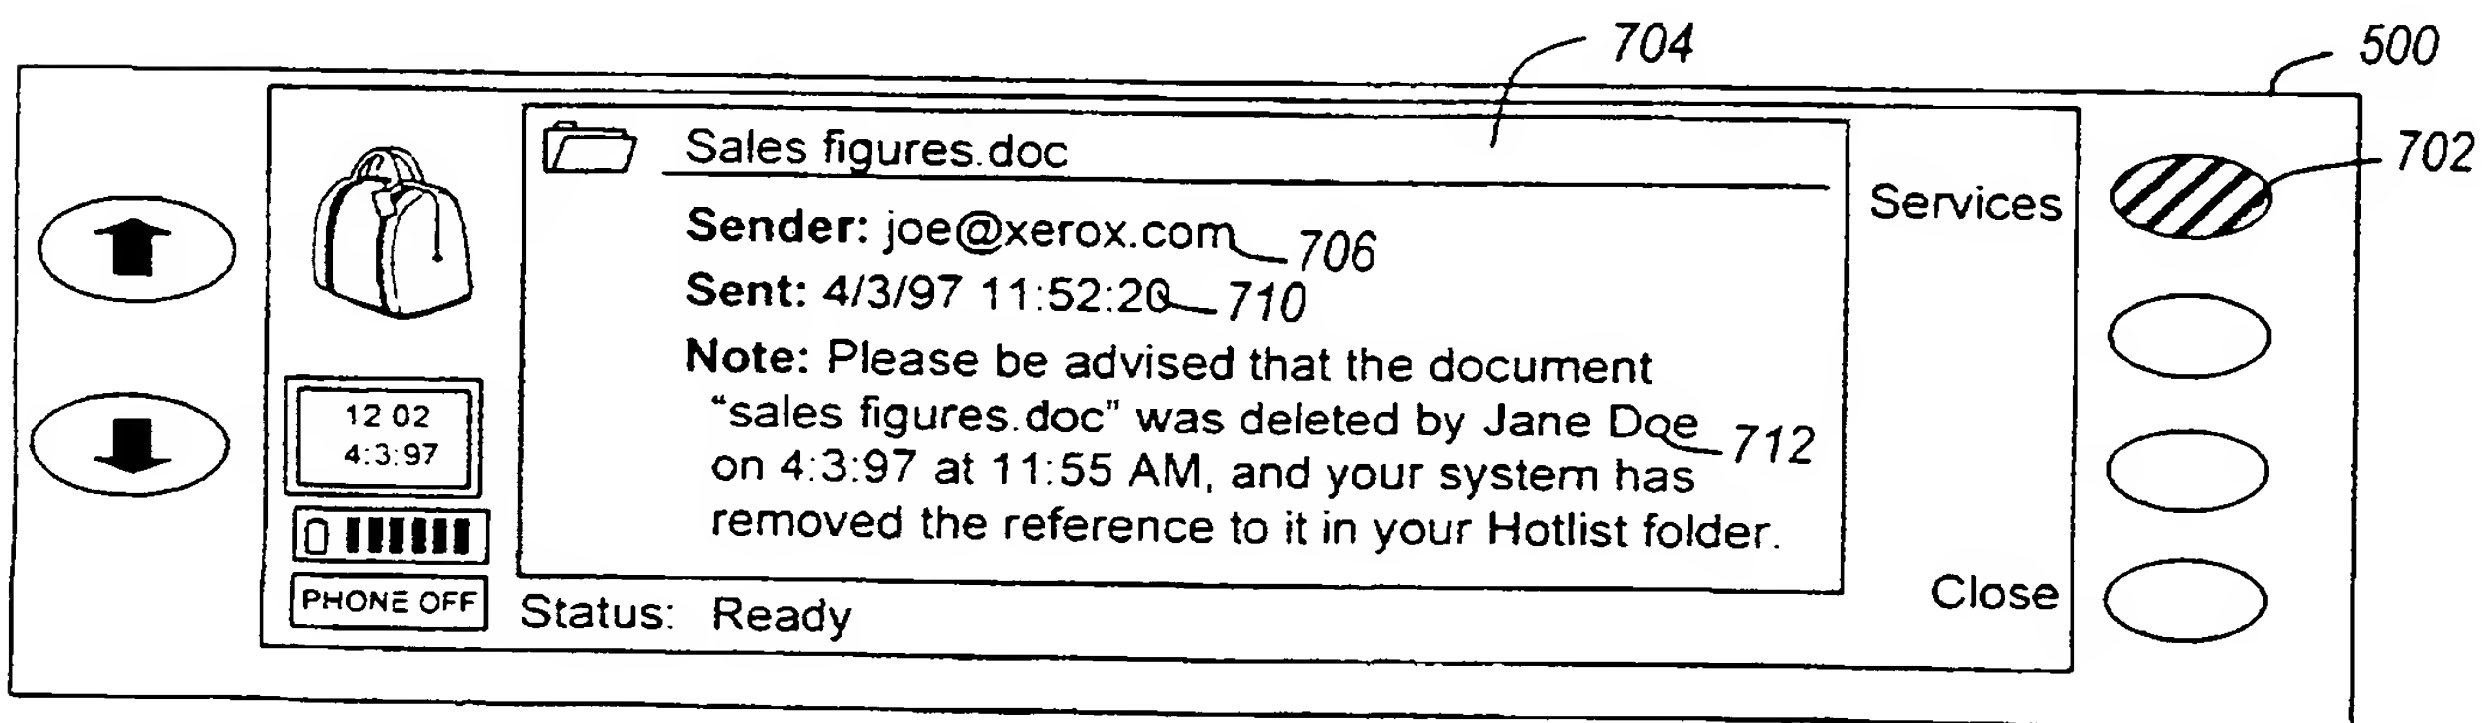 704
500
702
Sales figures.doc
Services
Sender: joe@xerox.com 706
Sent: 4/3/97 11:52:20 710
Note: Please be advised that the document
“sales figures.doc” was deleted by Jane Doe 712
on 4:3:97 at 11:55 AM, and your system has
removed the reference to it in your Hotlist folder.
12 02
4:3:97
PHONE OFF
Status: Ready
Close